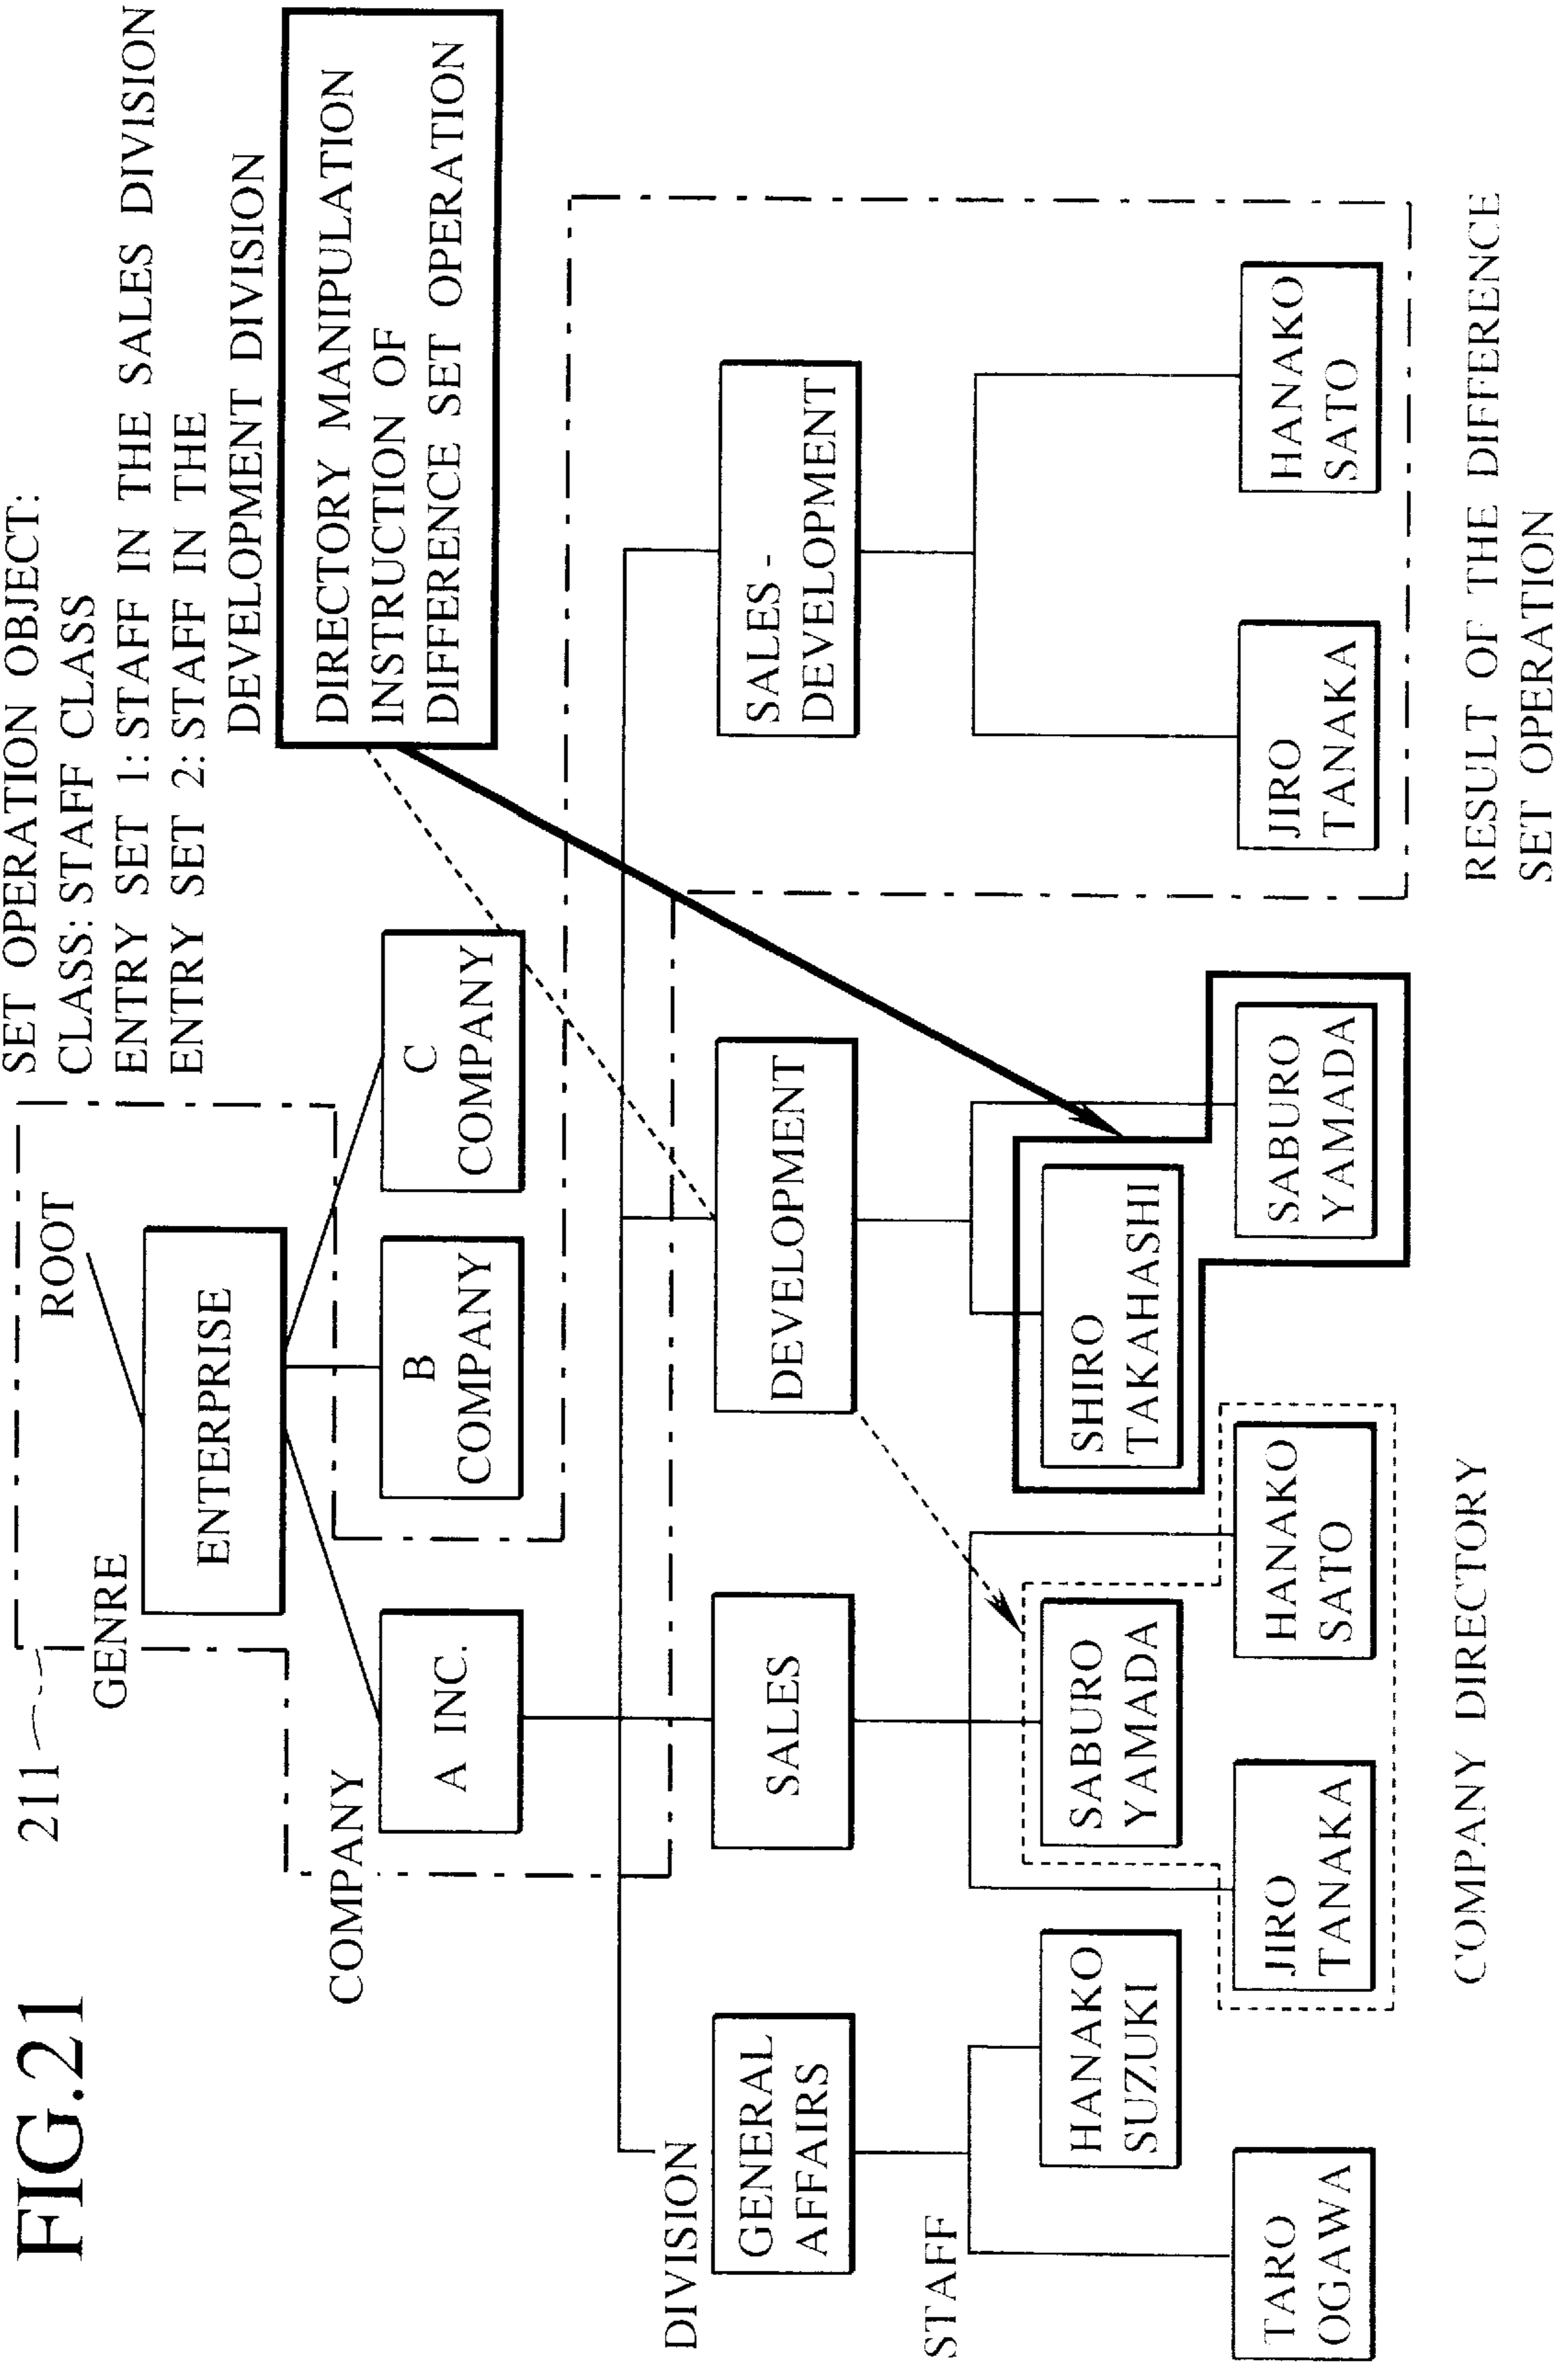 FIG.21
211
SET OPERATION OBJECT:
CLASS: STAFF CLASS
ENTRY SET 1: STAFF IN THE SALES DIVISION
ENTRY SET 2: STAFF IN THE
DEVELOPMENT DIVISION
ROOT
GENRE
ENTERPRISE
DIRECTORY MANIPULATION
INSTRUCTION OF
DIFFERENCE SET OPERATION
COMPANY
A INC.
B
COMPANY
C
COMPANY
DIVISION
GENERAL
AFFAIRS
SALES
DEVELOPMENT
SALES -
DEVELOPMENT
STAFF
HANAKO
SUZUKI
SABURO
YAMADA
SHIRO
TAKAHASHI
TARO
OGAWA
JIRO
TANAKA
HANAKO
SATO
SABURO
YAMADA
JIRO
TANAKA
HANAKO
SATO
COMPANY DIRECTORY
RESULT OF THE DIFFERENCE
SET OPERATION